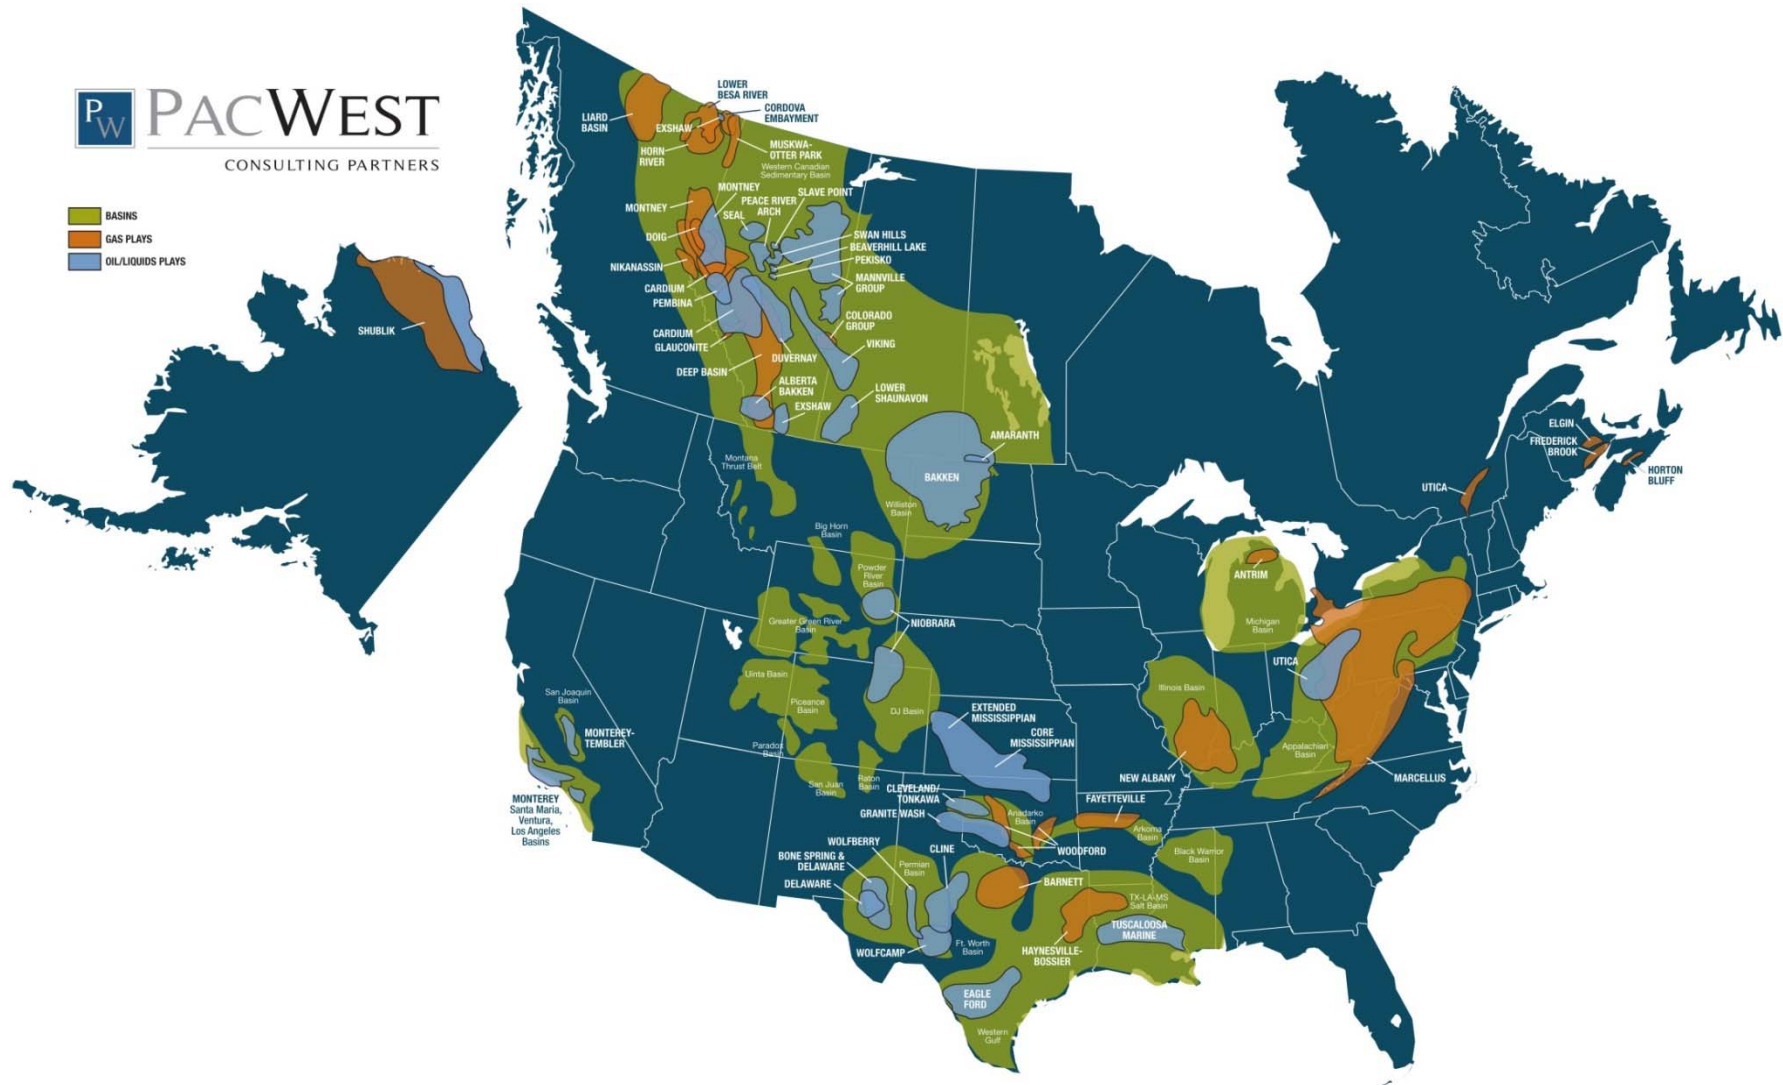 PW
PACWEST
CONSULTING PARTNERS
BASINS
GAS PLAYS
OIL/LIQUIDS PLAYS
SHUBLIK
LIARD
BASIN
LOWER
BESA RIVER
CORDOVA
EMBAYMENT
EXSHAW
HORN
RIVER
MUSKWA-
OTTER PARK
Western Canadian
Sedimentary Basin
MONTNEY
MONTNEY
SLAVE POINT
PEACE RIVER
ARCH
SEAL
DOIG
SWAN HILLS
BEAVERHILL LAKE
PEKISKO
NIKANASSIN
MANNVILLE
GROUP
CARDIUM
PEMBINA
COLORADO
GROUP
CARDIUM
GLAUCONITE
VIKING
DUVERNAY
DEEP BASIN
ALBERTA
BAKKEN
EXSHAW
LOWER
SHAUNAVON
AMARANTH
BAKKEN
Montana
Thrust Belt
Williston
Basin
Big Horn
Basin
Powder
River
Basin
Greater Green River
Basin
NIOBRARA
Uinta Basin
Piceance
Basin
DJ Basin
Paradox
Basin
San Juan
Basin
Raton
Basin
San Joaquin
Basin
MONTEREY-
TEMBLER
MONTEREY
Santa Maria,
Ventura,
Los Angeles
Basins
EXTENDED
MISSISSIPPIAN
CORE
MISSISSIPPIAN
CLEVELAND/
TONKAWA
GRANITE WASH
Anadarko
Basin
WOODFORD
FAYETTEVILLE
Arkoma
Basin
Black Warrior
Basin
WOLFBERRY
CLINE
BONE SPRING &
DELAWARE
DELAWARE
Permian
Basin
BARNETT
WOLFCAMP
Ft. Worth
Basin
HAYNESVILLE-
BOSSIER
TX-LA-MS
Salt Basin
TUSCALOOSA
MARINE
EAGLE
FORD
Western
Gulf
ANTRIM
Michigan
Basin
Illinois Basin
NEW ALBANY
UTICA
Appalachian
Basin
MARCELLUS
UTICA
ELGIN
FREDERICK
BROOK
HORTON
BLUFF